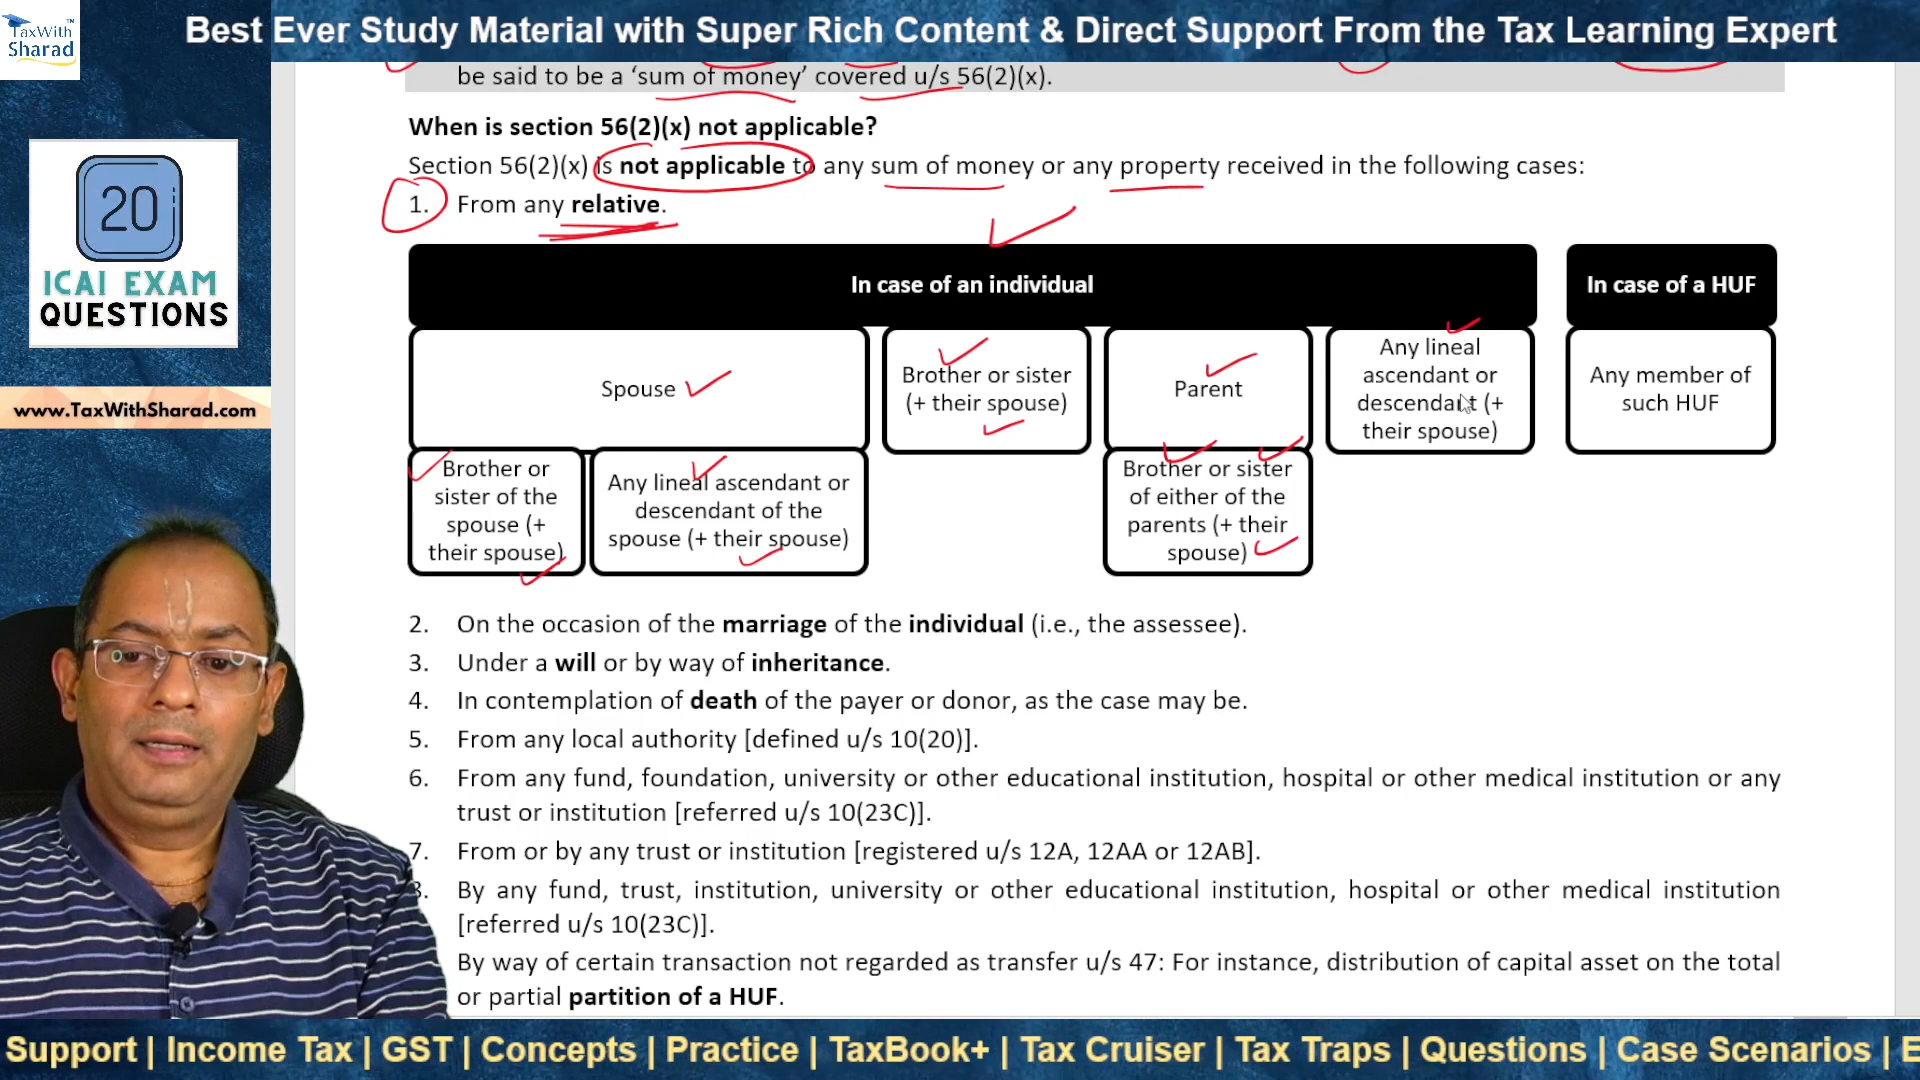 TaxWith
Sharad
Best Ever Study Material with Super Rich Content & Direct Support From the Tax Learning Expert
20
ICAI EXAM
QUESTIONS
www.TaxWithSharad.com
be said to be a ‘sum of money’ covered u/s 56(2)(x).
When is section 56(2)(x) not applicable?
Section 56(2)(x) is not applicable to any sum of money or any property received in the following cases:
1. From any relative.
In case of an individual
In case of a HUF
Spouse
Brother or sister
(+ their spouse)
Parent
Any lineal
ascendant or
descendant (+
their spouse)
Any member of
such HUF
Brother or
sister of the
spouse (+
their spouse)
Any lineal ascendant or
descendant of the
spouse (+ their spouse)
Brother or sister
of either of the
parents (+ their
spouse)
2. On the occasion of the marriage of the individual (i.e., the assessee).
3. Under a will or by way of inheritance.
4. In contemplation of death of the payer or donor, as the case may be.
5. From any local authority [defined u/s 10(20)].
6. From any fund, foundation, university or other educational institution, hospital or other medical institution or any
trust or institution [referred u/s 10(23C)].
7. From or by any trust or institution [registered u/s 12A, 12AA or 12AB].
8. By any fund, trust, institution, university or other educational institution, hospital or other medical institution
[referred u/s 10(23C)].
By way of certain transaction not regarded as transfer u/s 47: For instance, distribution of capital asset on the total
or partial partition of a HUF.
Support | Income Tax | GST | Concepts | Practice | TaxBook+ | Tax Cruiser | Tax Traps | Questions | Case Scenarios | E